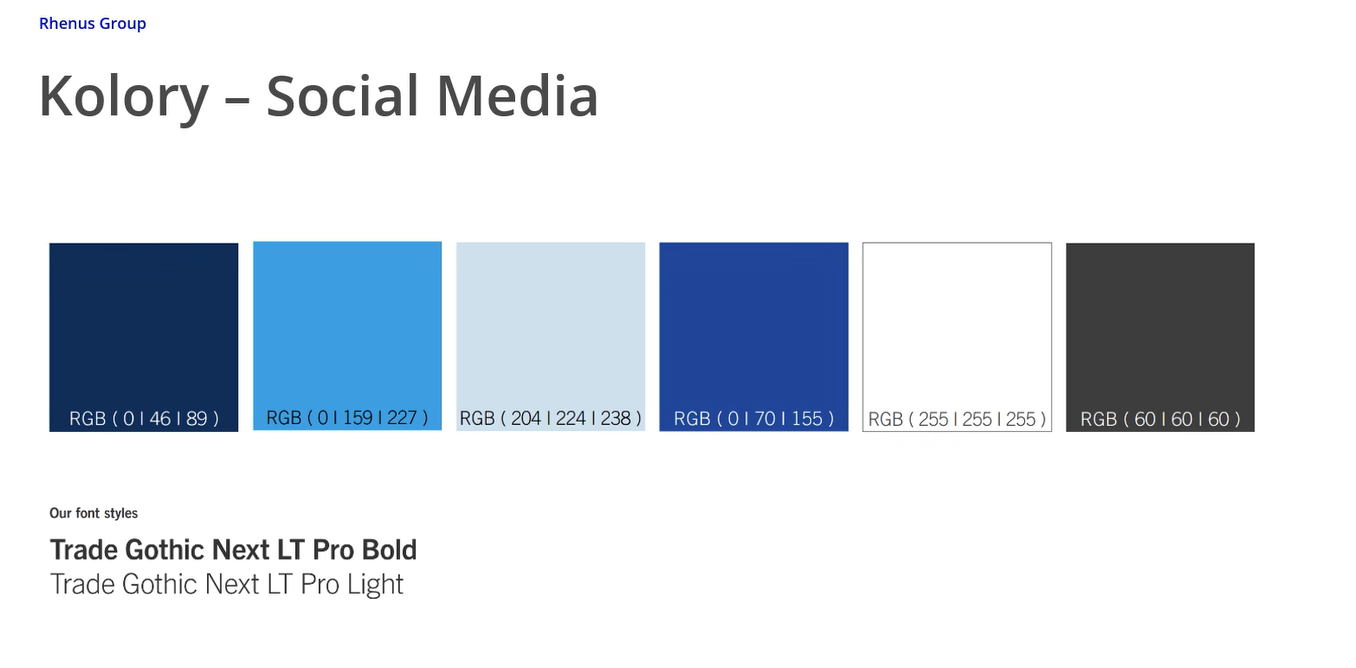 Rhenus Group
Kolory – Social Media
RGB ( 0 | 46 | 89 )
RGB ( 0 | 159 | 227 )
RGB ( 204 | 224 | 238 )
RGB ( 0 | 70 | 155 )
RGB ( 255 | 255 | 255 )
RGB ( 60 | 60 | 60 )
Our font styles
Trade Gothic Next LT Pro Bold
Trade Gothic Next LT Pro Light